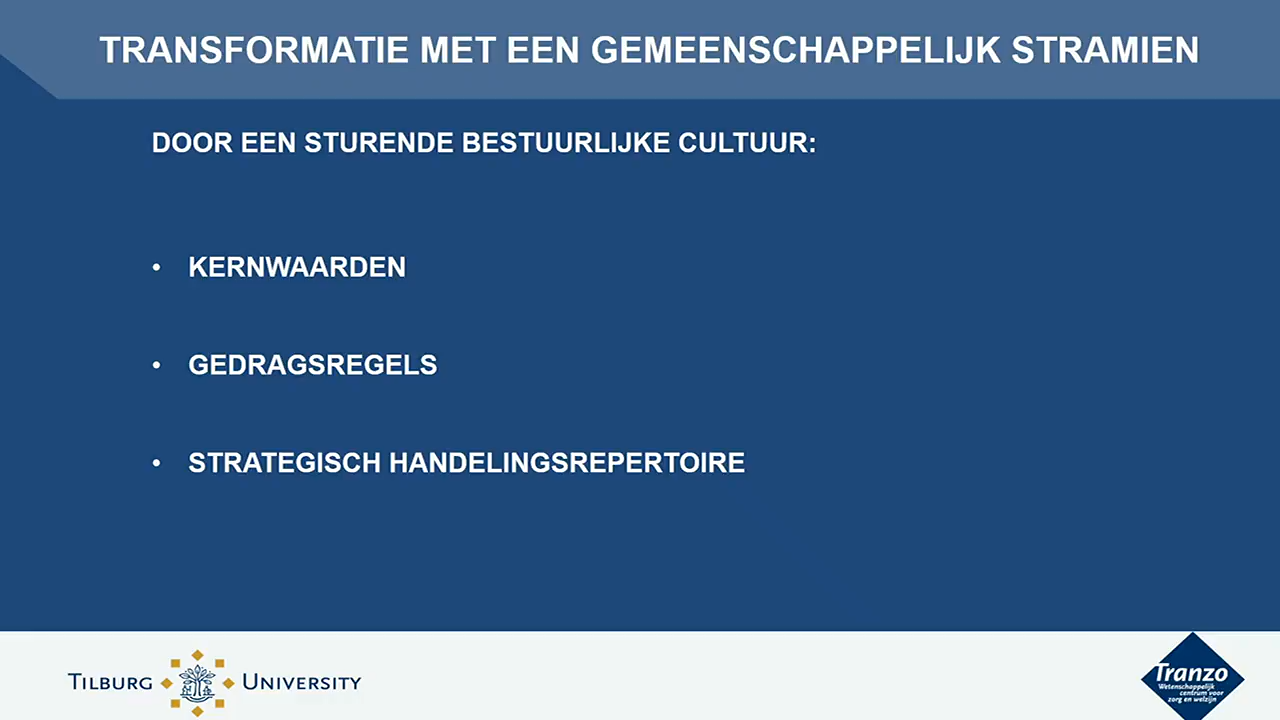 TRANSFORMATIE MET EEN GEMEENSCHAPPELIJK STRAMIEN
DOOR EEN STURENDE BESTUURLIJKE CULTUUR:
• KERNWAARDEN
• GEDRAGSREGELS
• STRATEGISCH HANDELINGSREPERTOIRE
TILBURG UNIVERSITY
Tranzo
Wetenschappelijk
centrum voor
zorg en welzijn